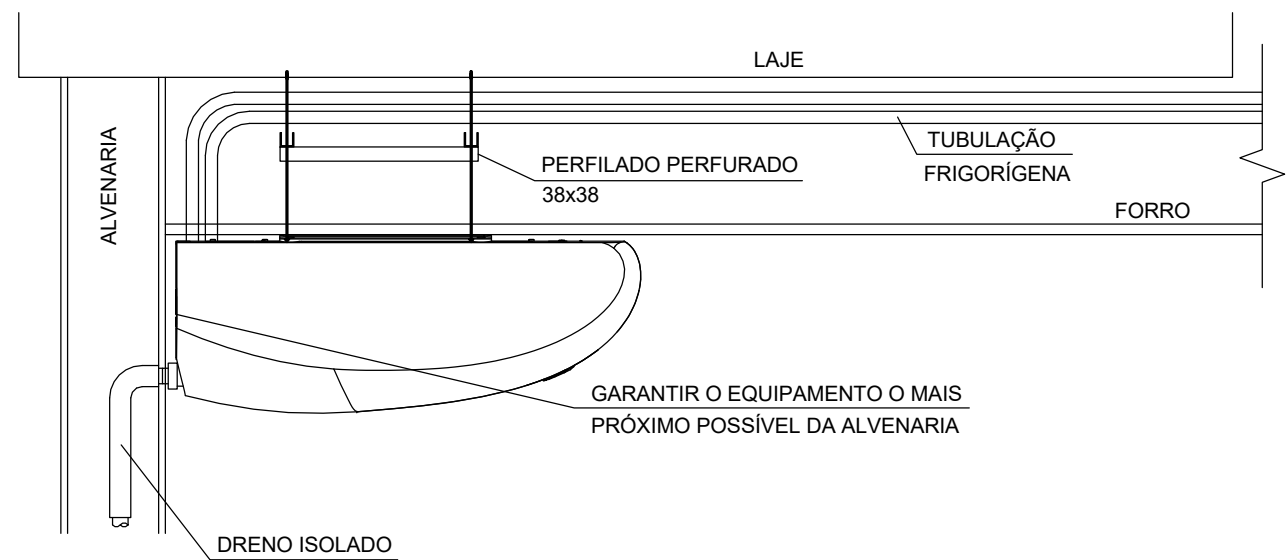 LAJE
ALVENARIA
TUBULAÇÃO
FRIGORÍGENA
PERFILADO PERFURADO
38x38
FORRO
GARANTIR O EQUIPAMENTO O MAIS
PRÓXIMO POSSÍVEL DA ALVENARIA
DRENO ISOLADO